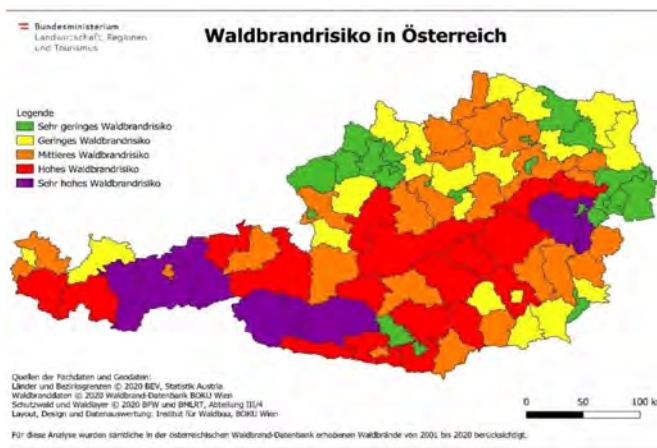 Bundesministerium
Landwirtschaft, Regionen
und Tourismus
Waldbrandrisiko in Österreich
Legende
Sehr geringes Waldbrandrisiko
Geringes Waldbrandrisiko
Mittleres Waldbrandrisiko
Hohes Waldbrandrisiko
Sehr hohes Waldbrandrisiko
Quellen der Fachdaten und Geodaten:
Länder und Bezirksgrenzen © 2020 BEV, Statistik Austria
Waldbranddaten © 2020 Waldbrand-Datenbank BOKU Wien
Schutzwald und Waldlayer © 2020 BFW und BMLRT, Abteilung III/4
Layout, Design und Datenauswertung: Institut für Waldbau, BOKU Wien
0 50 100 km
Für diese Analyse wurden sämtliche in der österreichischen Waldbrand-Datenbank erhobenen Waldbrände von 2001 bis 2020 berücksichtigt.